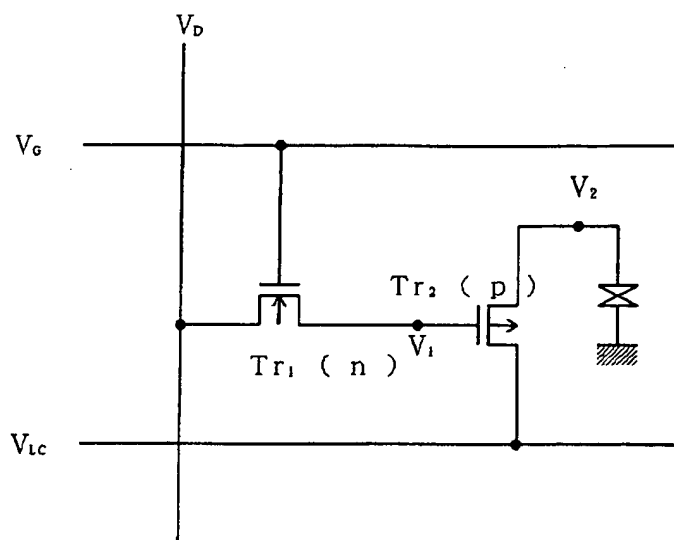 V_D
V_G
V_2
Tr_2 ( p )
V_1
Tr_1 ( n )
V_LC